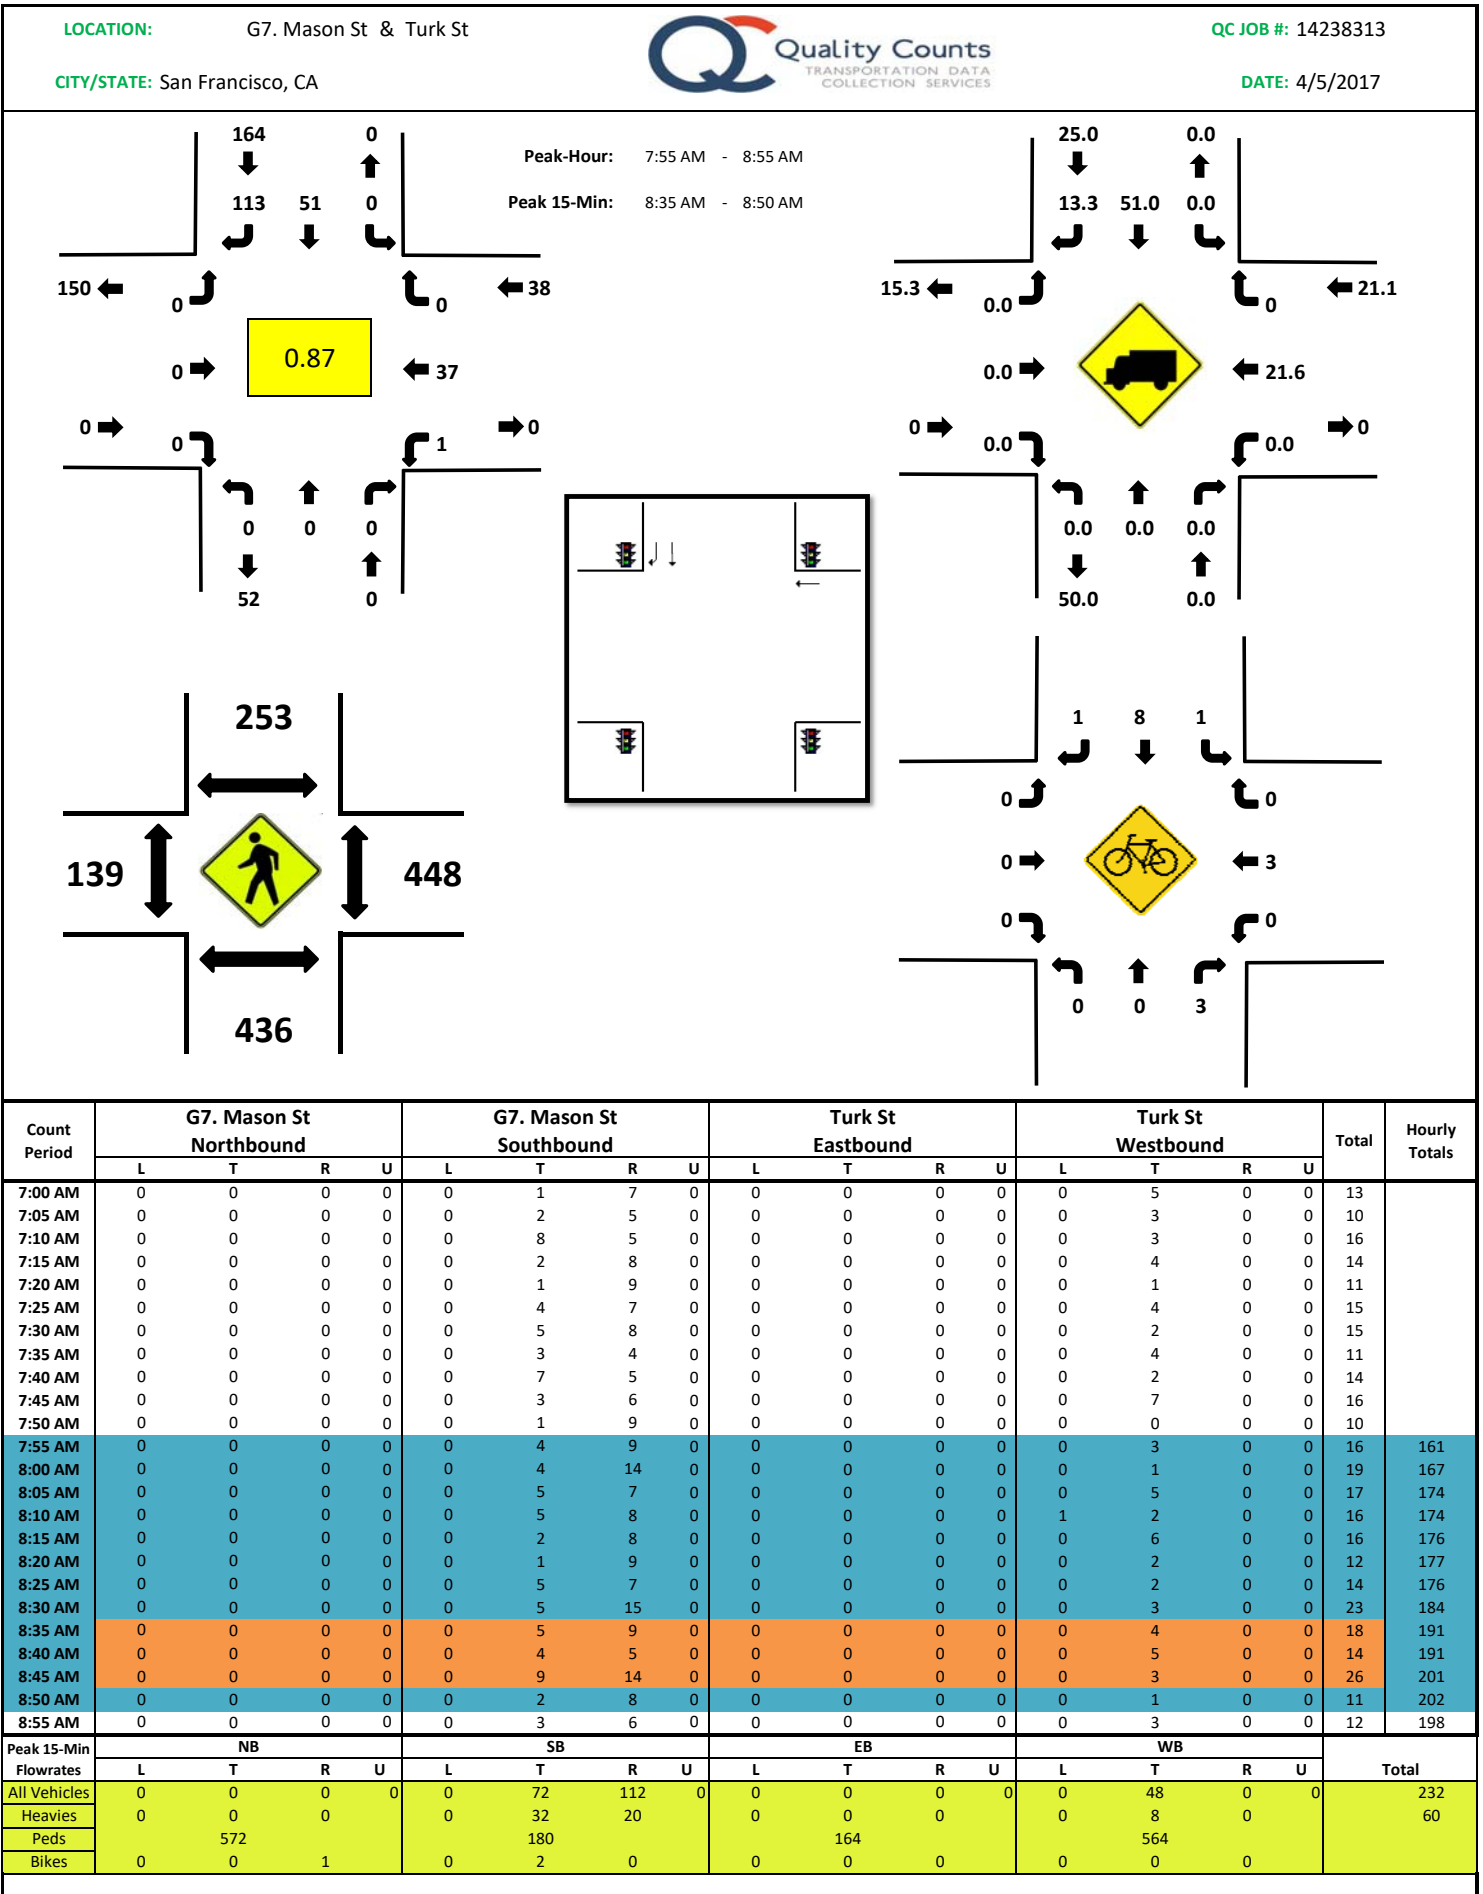 LOCATION: G7. Mason St & Turk St
QC JOB #: 14238313
Quality Counts
TRANSPORTATION DATA
COLLECTION SERVICES
CITY/STATE: San Francisco, CA
DATE: 4/5/2017
Peak-Hour: 7:55 AM - 8:55 AM
Peak 15-Min: 8:35 AM - 8:50 AM
164 0
113 51 0
150 0 0 38
0 0.87 37
0 0 1 0
0 0 0
52 0
25.0 0.0
13.3 51.0 0.0
15.3 0.0 0 21.1
0.0 21.6
0 0.0 0.0 0
0.0 0.0 0.0
50.0 0.0
253
139 448
436
1 8 1
0 0
0 3
0 0
0 0 3
Count Period G7. Mason St Northbound G7. Mason St Southbound Turk St Eastbound Turk St Westbound Total Hourly Totals
L T R U L T R U L T R U L T R U
7:00 AM 0 0 0 0 0 1 7 0 0 0 0 0 0 5 0 0 13
7:05 AM 0 0 0 0 0 2 5 0 0 0 0 0 0 3 0 0 10
7:10 AM 0 0 0 0 0 8 5 0 0 0 0 0 0 3 0 0 16
7:15 AM 0 0 0 0 0 2 8 0 0 0 0 0 0 4 0 0 14
7:20 AM 0 0 0 0 0 1 9 0 0 0 0 0 0 1 0 0 11
7:25 AM 0 0 0 0 0 4 7 0 0 0 0 0 0 4 0 0 15
7:30 AM 0 0 0 0 0 5 8 0 0 0 0 0 0 2 0 0 15
7:35 AM 0 0 0 0 0 3 4 0 0 0 0 0 0 4 0 0 11
7:40 AM 0 0 0 0 0 7 5 0 0 0 0 0 0 2 0 0 14
7:45 AM 0 0 0 0 0 3 6 0 0 0 0 0 0 7 0 0 16
7:50 AM 0 0 0 0 0 1 9 0 0 0 0 0 0 0 0 0 10
7:55 AM 0 0 0 0 0 4 9 0 0 0 0 0 0 3 0 0 16 161
8:00 AM 0 0 0 0 0 4 14 0 0 0 0 0 0 1 0 0 19 167
8:05 AM 0 0 0 0 0 5 7 0 0 0 0 0 0 5 0 0 17 174
8:10 AM 0 0 0 0 0 5 8 0 0 0 0 0 1 2 0 0 16 174
8:15 AM 0 0 0 0 0 2 8 0 0 0 0 0 0 6 0 0 16 176
8:20 AM 0 0 0 0 0 1 9 0 0 0 0 0 0 2 0 0 12 177
8:25 AM 0 0 0 0 0 5 7 0 0 0 0 0 0 2 0 0 14 176
8:30 AM 0 0 0 0 0 5 15 0 0 0 0 0 0 3 0 0 23 184
8:35 AM 0 0 0 0 0 5 9 0 0 0 0 0 0 4 0 0 18 191
8:40 AM 0 0 0 0 0 4 5 0 0 0 0 0 0 5 0 0 14 191
8:45 AM 0 0 0 0 0 9 14 0 0 0 0 0 0 3 0 0 26 201
8:50 AM 0 0 0 0 0 2 8 0 0 0 0 0 0 1 0 0 11 202
8:55 AM 0 0 0 0 0 3 6 0 0 0 0 0 0 3 0 0 12 198
Peak 15-Min NB SB EB WB
Flowrates L T R U L T R U L T R U L T R U Total
All Vehicles 0 0 0 0 0 72 112 0 0 0 0 0 0 48 0 0 232
Heavies 0 0 0 0 32 20 0 0 0 0 8 0 60
Peds 572 180 164 564
Bikes 0 0 1 0 2 0 0 0 0 0 0 0